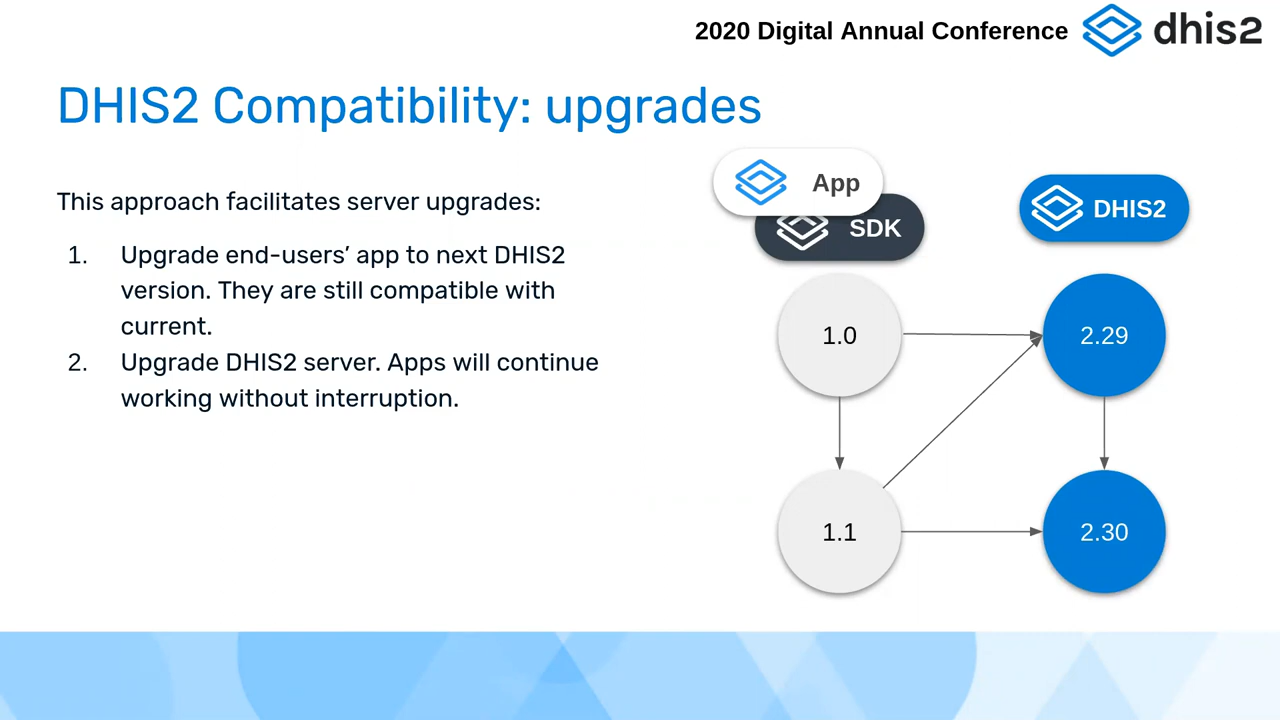 2020 Digital Annual Conference
dhis2
DHIS2 Compatibility: upgrades
This approach facilitates server upgrades:
1. Upgrade end-users’ app to next DHIS2
version. They are still compatible with
current.
2. Upgrade DHIS2 server. Apps will continue
working without interruption.
App
SDK
DHIS2
1.0
2.29
1.1
2.30